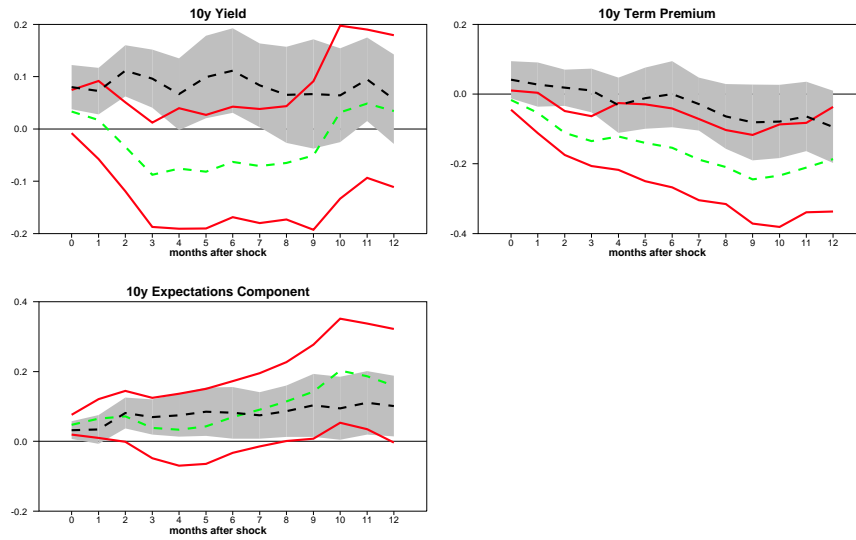 10y Yield
0.2
0.1
0.0
-0.1
-0.2
0 1 2 3 4 5 6 7 8 9 10 11 12
months after shock
10y Term Premium
0.2
0.0
-0.2
-0.4
0 1 2 3 4 5 6 7 8 9 10 11 12
months after shock
10y Expectations Component
0.4
0.2
0.0
-0.2
0 1 2 3 4 5 6 7 8 9 10 11 12
months after shock